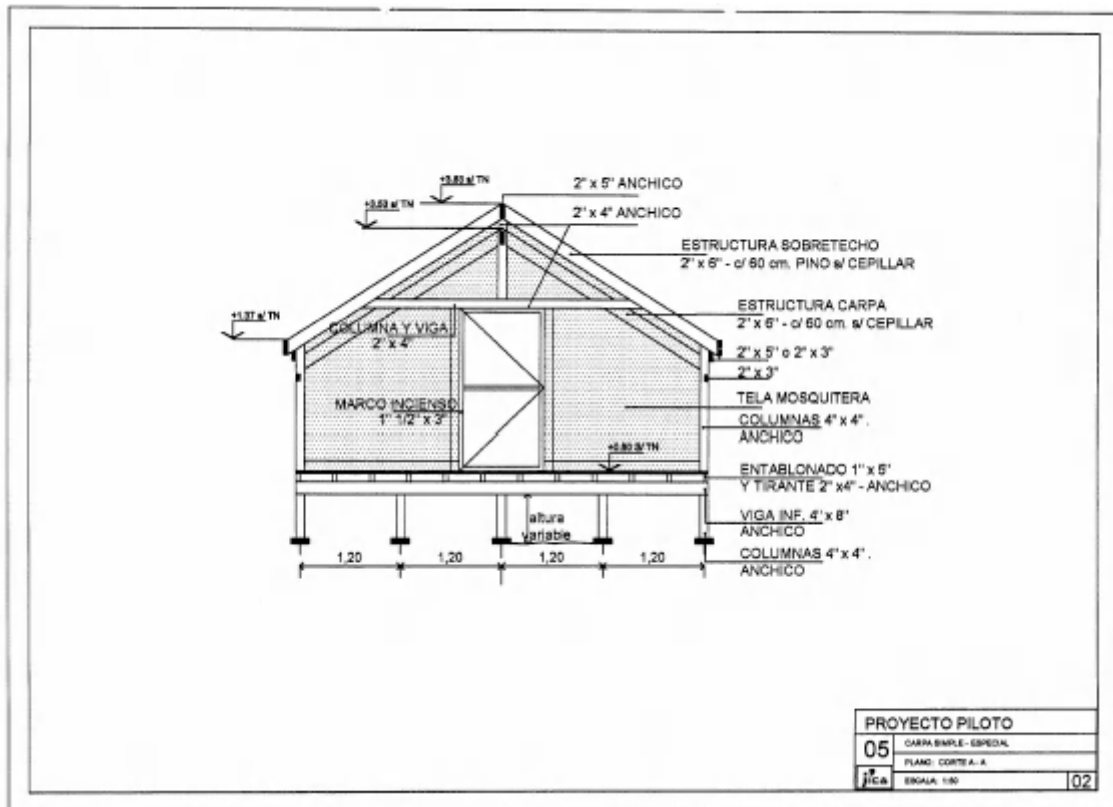 +3.80 s/ TN
2" x 5" ANCHICO
+3.53 s/ TN
2" x 4" ANCHICO
ESTRUCTURA SOBRETECHO
2" x 6" - c/ 60 cm. PINO s/ CEPILLAR
ESTRUCTURA CARPA
2" x 6" - c/ 60 cm. s/ CEPILLAR
s/ TN
COLUMNA Y VIGA
2" x 4"
2" x 5" o 2" x 3"
2" x 3"
TELA MOSQUITERA
MARCO INCIENSO
1" 1/2" x 3"
COLUMNAS 4" x 4" .
ANCHICO
S/ TN
ENTABLONADO 1" x 5"
Y TIRANTE 2" x4" - ANCHICO
VIGA INF. 4" x 6"
ANCHICO
altura
variable
COLUMNAS 4" x 4" .
ANCHICO
1,20
1,20
1,20
1,20
PROYECTO PILOTO
05
CARPA SIMPLE - ESPECIAL
PLANO: CORTE A - A
jica
ESCALA: 1:50
02